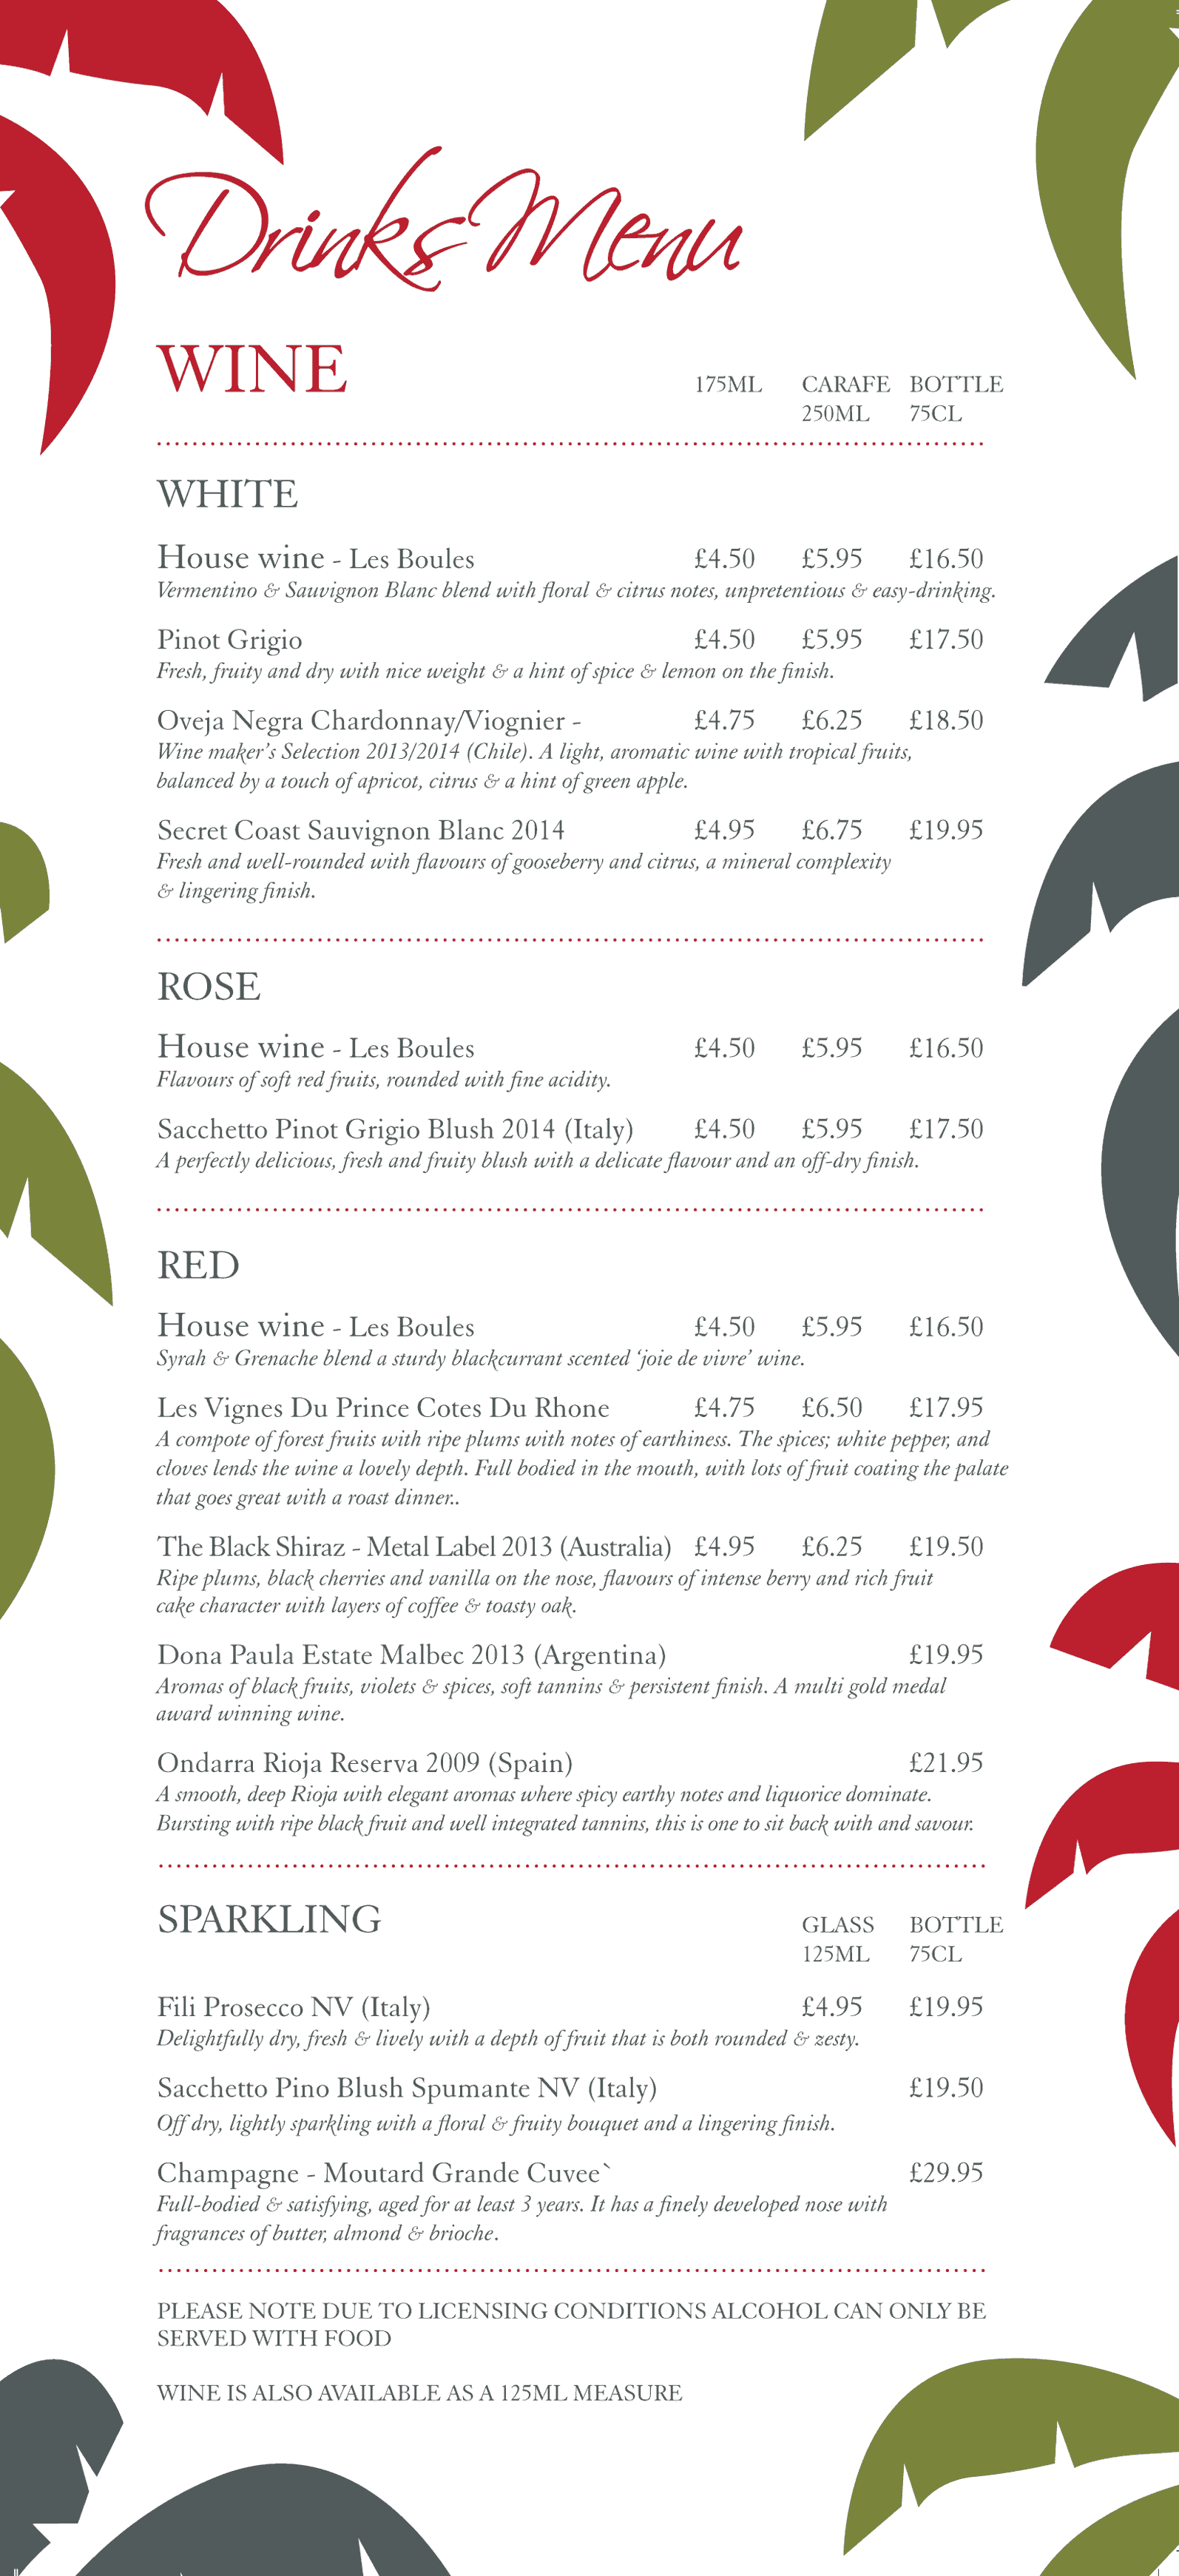 Drinks Menu
WINE 175ML CARAFE BOTTLE
250ML 75CL
WHITE
House wine - Les Boules £4.50 £5.95 £16.50
Vermentino & Sauvignon Blanc blend with floral & citrus notes, unpretentious & easy-drinking.
Pinot Grigio £4.50 £5.95 £17.50
Fresh, fruity and dry with nice weight & a hint of spice & lemon on the finish.
Oveja Negra Chardonnay/Viognier - £4.75 £6.25 £18.50
Wine maker's Selection 2013/2014 (Chile). A light, aromatic wine with tropical fruits,
balanced by a touch of apricot, citrus & a hint of green apple.
Secret Coast Sauvignon Blanc 2014 £4.95 £6.75 £19.95
Fresh and well-rounded with flavours of gooseberry and citrus, a mineral complexity
& lingering finish.
ROSE
House wine - Les Boules £4.50 £5.95 £16.50
Flavours of soft red fruits, rounded with fine acidity.
Sacchetto Pinot Grigio Blush 2014 (Italy) £4.50 £5.95 £17.50
A perfectly delicious, fresh and fruity blush with a delicate flavour and an off-dry finish.
RED
House wine - Les Boules £4.50 £5.95 £16.50
Syrah & Grenache blend a sturdy blackcurrant scented 'joie de vivre' wine.
Les Vignes Du Prince Cotes Du Rhone £4.75 £6.50 £17.95
A compote of forest fruits with ripe plums with notes of earthiness. The spices; white pepper, and
cloves lends the wine a lovely depth. Full bodied in the mouth, with lots of fruit coating the palate
that goes great with a roast dinner..
The Black Shiraz - Metal Label 2013 (Australia) £4.95 £6.25 £19.50
Ripe plums, black cherries and vanilla on the nose, flavours of intense berry and rich fruit
cake character with layers of coffee & toasty oak.
Dona Paula Estate Malbec 2013 (Argentina) £19.95
Aromas of black fruits, violets & spices, soft tannins & persistent finish. A multi gold medal
award winning wine.
Ondarra Rioja Reserva 2009 (Spain) £21.95
A smooth, deep Rioja with elegant aromas where spicy earthy notes and liquorice dominate.
Bursting with ripe black fruit and well integrated tannins, this is one to sit back with and savour.
SPARKLING GLASS BOTTLE
125ML 75CL
Fili Prosecco NV (Italy) £4.95 £19.95
Delightfully dry, fresh & lively with a depth of fruit that is both rounded & zesty.
Sacchetto Pino Blush Spumante NV (Italy) £19.50
Off dry, lightly sparkling with a floral & fruity bouquet and a lingering finish.
Champagne - Moutard Grande Cuvee` £29.95
Full-bodied & satisfying, aged for at least 3 years. It has a finely developed nose with
fragrances of butter, almond & brioche.
PLEASE NOTE DUE TO LICENSING CONDITIONS ALCOHOL CAN ONLY BE
SERVED WITH FOOD
WINE IS ALSO AVAILABLE AS A 125ML MEASURE